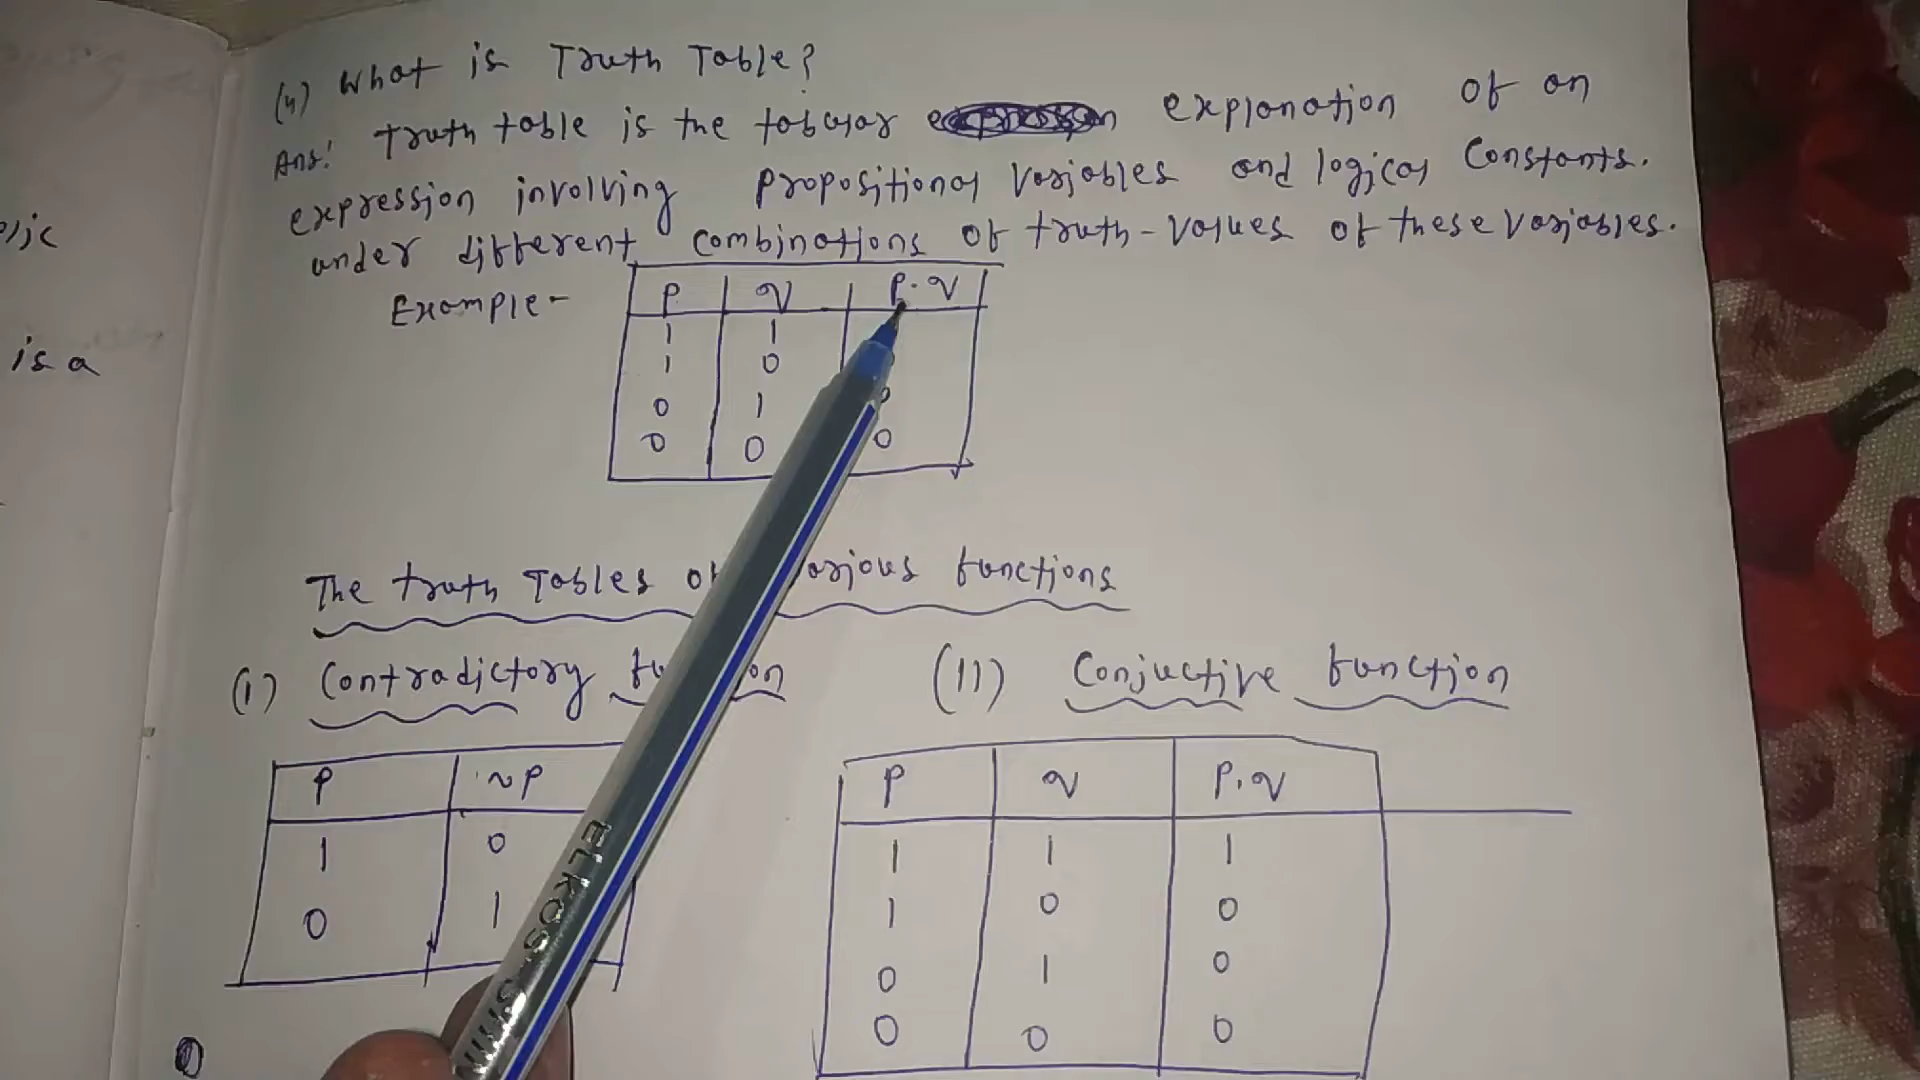 (4) What is Truth Table?
Ans: Truth table is the tabular explanation of an
expression involving propositional variables and logical constants.
under different combinations of truth-values of these variables.
Example-
p q p.q
1 1
1 0
0 1 0
0 0 0
The truth Tables of various functions
(I) Contradictory function (II) Conjuctive function
p ~p
1 0
0 1
p q p.q
1 1 1
1 0 0
0 1 0
0 0 0
is a
ELKOS